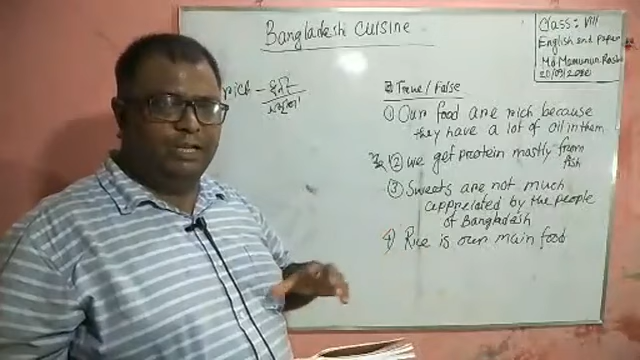 Bangladeshi Cuisine
Class: VIII
English 2nd Paper
Md Mamunur
rich - ধনী
True/False
① Our food are rich because
they have a lot of oil in them
② we get protein mostly from
fish
③ Sweets are not much
appreiated by the people
of Bangladesh
④ Rice is our main food